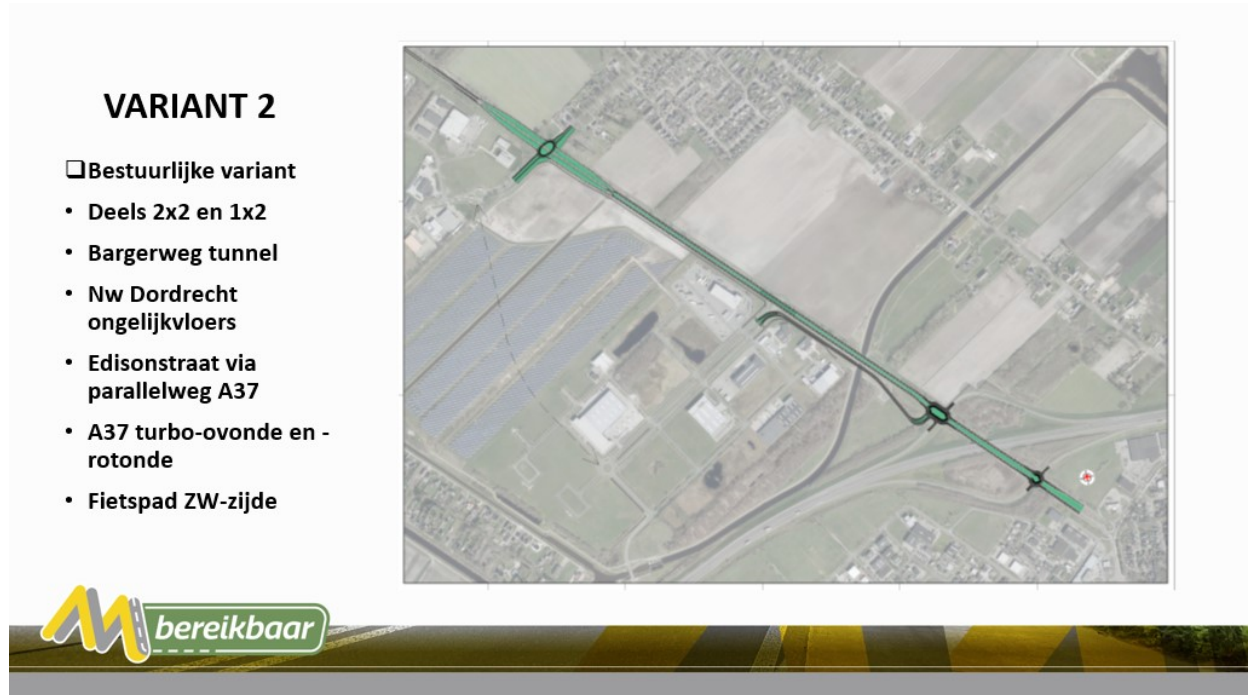 VARIANT 2
❑Bestuurlijke variant
• Deels 2x2 en 1x2
• Bargerweg tunnel
• Nw Dordrecht
ongelijkvloers
• Edisonstraat via
parallelweg A37
• A37 turbo-ovonde en -
rotonde
• Fietspad ZW-zijde
bereikbaar